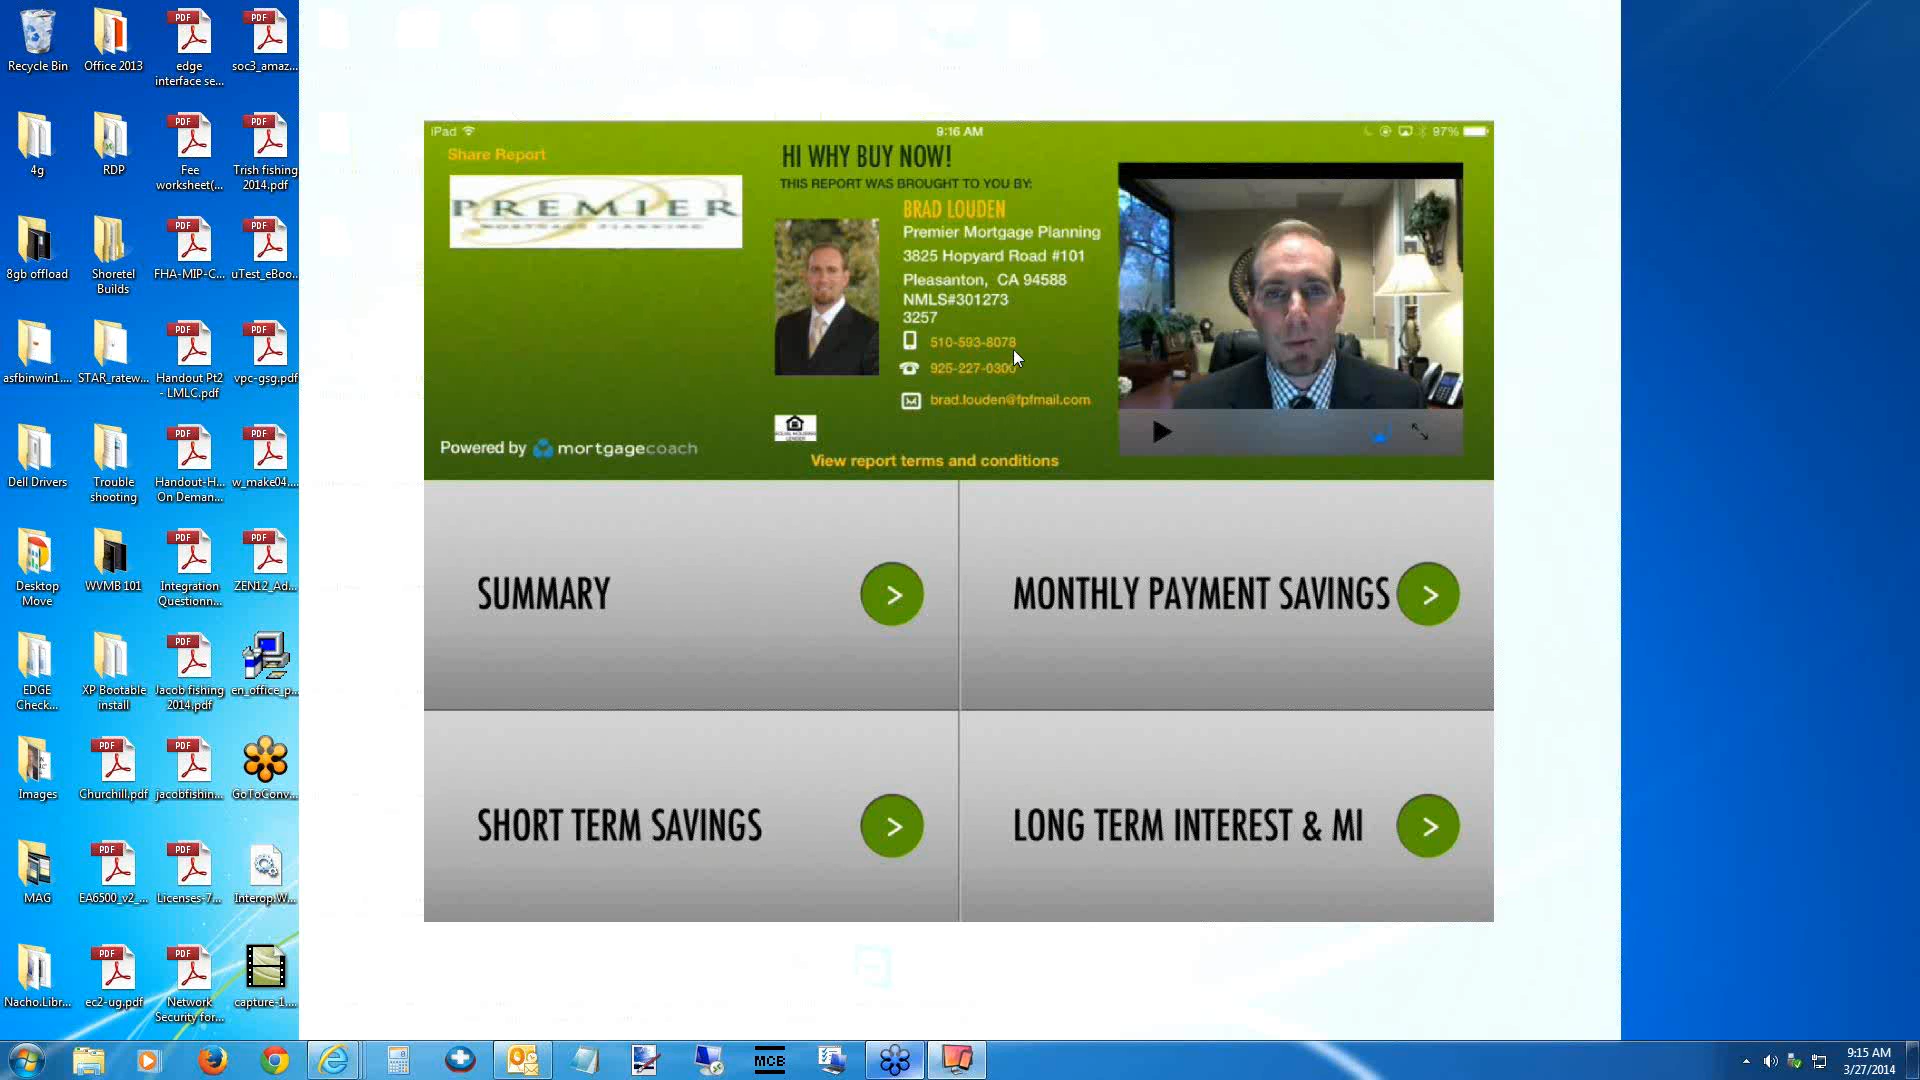 Recycle Bin
Office 2013
edge
interface se...
soc3_amaz...
4g
RDP
Fee
worksheet(...
Trish fishing
2014.pdf
8gb offload
Shoretel
Builds
FHA-MIP-C...
uTest_eBoo...
asfbinwin1....
STAR_ratew...
Handout Pt2
- LMLC.pdf
vpc-gsg.pdf
Dell Drivers
Trouble
shooting
Handout-H...
On Deman...
w_make04....
Desktop
Move
WVMB 101
Integration
Questionn...
ZEN12_Ad...
EDGE
Check...
XP Bootable
install
Jacob fishing
2014.pdf
en_office_p...
Images
Churchill.pdf
jacobfishin...
GoToConv...
MAG
EA6500_v2_...
Licenses-7...
Interop.W...
Nacho.Libr...
ec2-ug.pdf
Network
Security for...
capture-1....
iPad
9:16 AM
97%
Share Report
PREMIER
MORTGAGE PLANNING
HI WHY BUY NOW!
THIS REPORT WAS BROUGHT TO YOU BY:
BRAD LOUDEN
Premier Mortgage Planning
3825 Hopyard Road #101
Pleasanton, CA 94588
NMLS#301273
3257
510-593-8078
925-227-0300
brad.louden@fpfmail.com
EQUAL HOUSING
LENDER
Powered by mortgagecoach
View report terms and conditions
SUMMARY
MONTHLY PAYMENT SAVINGS
SHORT TERM SAVINGS
LONG TERM INTEREST & MI
MCB
9:15 AM
3/27/2014